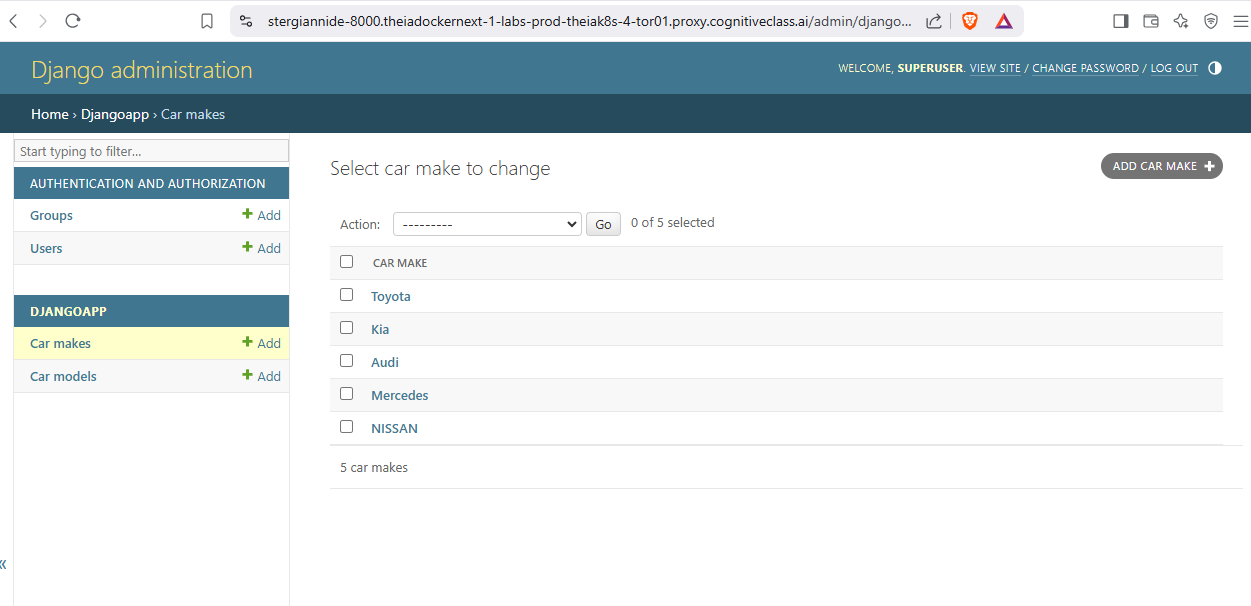 stergiannide-8000.theiadockernext-1-labs-prod-theiak8s-4-tor01.proxy.cognitiveclass.ai/admin/django...
Django administration
WELCOME, SUPERUSER. VIEW SITE / CHANGE PASSWORD / LOG OUT
Home › Djangoapp › Car makes
Start typing to filter...
AUTHENTICATION AND AUTHORIZATION
Groups + Add
Users + Add
DJANGOAPP
Car makes + Add
Car models + Add
«
Select car make to change
ADD CAR MAKE +
Action: --------- Go 0 of 5 selected
CAR MAKE
Toyota
Kia
Audi
Mercedes
NISSAN
5 car makes